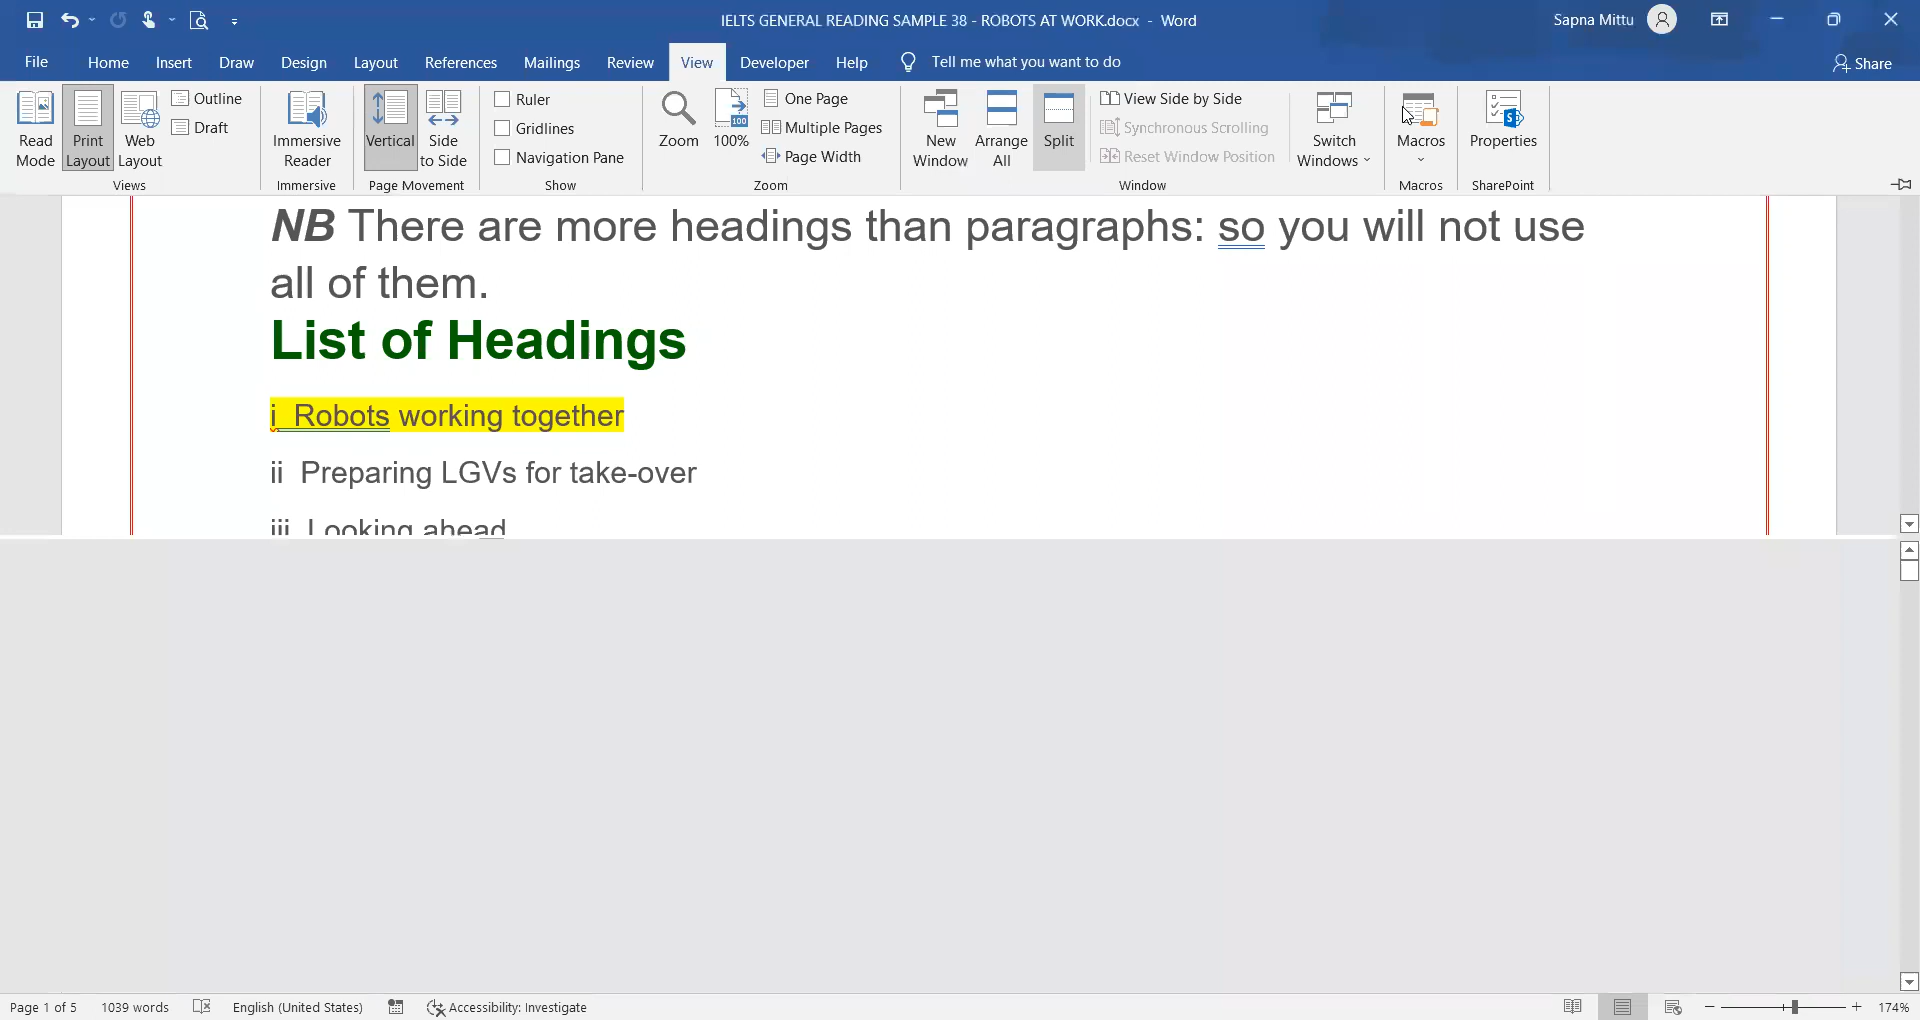 IELTS GENERAL READING SAMPLE 38 - ROBOTS AT WORK.docx - Word
Sapna Mittu
File Home Insert Draw Design Layout References Mailings Review View Developer Help Tell me what you want to do
Share
Read Mode
Print Layout
Web Layout
Outline
Draft
Views
Immersive Reader
Immersive
Vertical
Side to Side
Page Movement
Ruler
Gridlines
Navigation Pane
Show
Zoom
100
100%
One Page
Multiple Pages
Page Width
Zoom
New Window
Arrange All
Split
View Side by Side
Synchronous Scrolling
Reset Window Position
Switch Windows
Window
Macros
Macros
S
Properties
SharePoint
NB There are more headings than paragraphs: so you will not use
all of them.
List of Headings
i Robots working together
ii Preparing LGVs for take-over
iii Looking ahead
Page 1 of 5 1039 words English (United States) Accessibility: Investigate 174%